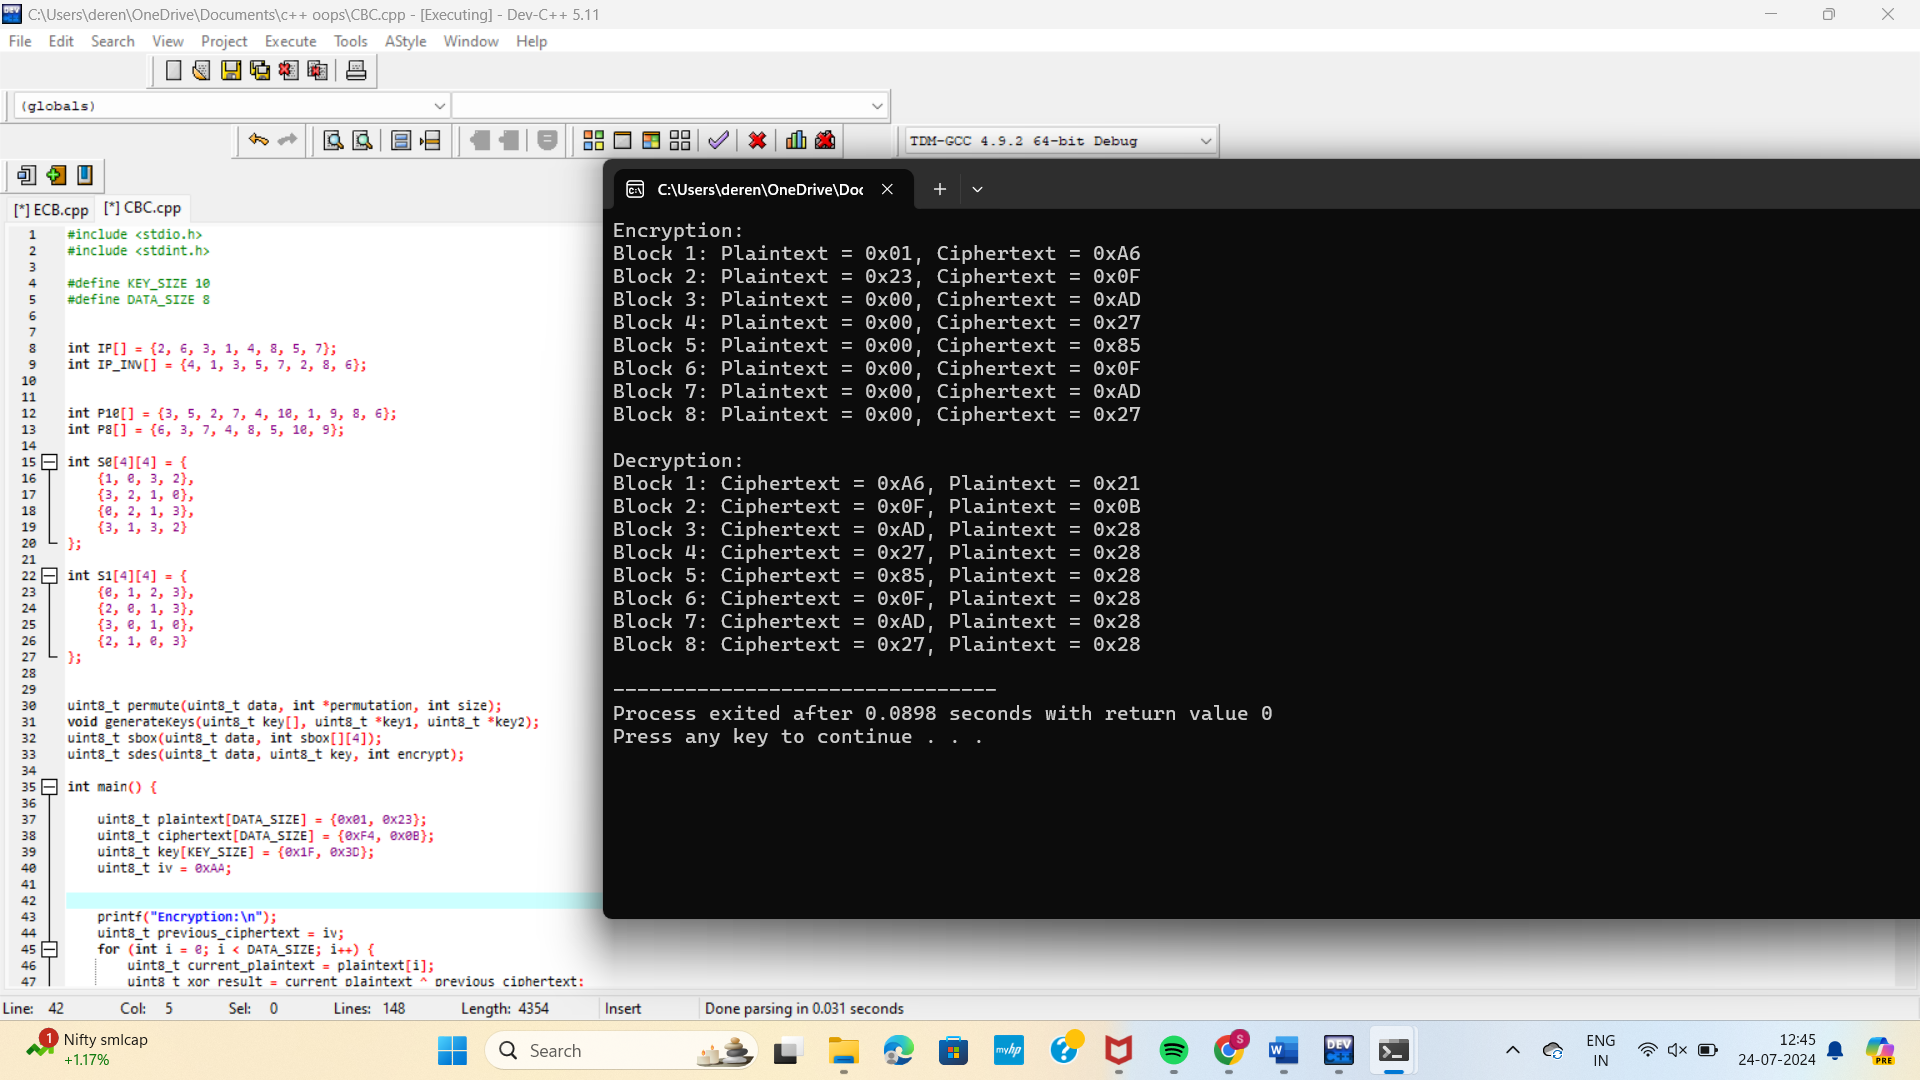 C:\Users\deren\OneDrive\Documents\c++ oops\CBC.cpp - [Executing] - Dev-C++ 5.11
File Edit Search View Project Execute Tools AStyle Window Help
(globals)
TDM-GCC 4.9.2 64-bit Debug
[*] ECB.cpp [*] CBC.cpp
1 #include <stdio.h>
2 #include <stdint.h>
3
4 #define KEY_SIZE 10
5 #define DATA_SIZE 8
6
7
8 int IP[] = {2, 6, 3, 1, 4, 8, 5, 7};
9 int IP_INV[] = {4, 1, 3, 5, 7, 2, 8, 6};
10
11
12 int P10[] = {3, 5, 2, 7, 4, 10, 1, 9, 8, 6};
13 int P8[] = {6, 3, 7, 4, 8, 5, 10, 9};
14
15 int S0[4][4] = {
16 {1, 0, 3, 2},
17 {3, 2, 1, 0},
18 {0, 2, 1, 3},
19 {3, 1, 3, 2}
20 };
21
22 int S1[4][4] = {
23 {0, 1, 2, 3},
24 {2, 0, 1, 3},
25 {3, 0, 1, 0},
26 {2, 1, 0, 3}
27 };
28
29
30 uint8_t permute(uint8_t data, int *permutation, int size);
31 void generateKeys(uint8_t key[], uint8_t *key1, uint8_t *key2);
32 uint8_t sbox(uint8_t data, int sbox[][4]);
33 uint8_t sdes(uint8_t data, uint8_t key, int encrypt);
34
35 int main() {
36
37 uint8_t plaintext[DATA_SIZE] = {0x01, 0x23};
38 uint8_t ciphertext[DATA_SIZE] = {0xF4, 0x0B};
39 uint8_t key[KEY_SIZE] = {0x1F, 0x3D};
40 uint8_t iv = 0xAA;
41
42
43 printf("Encryption:\n");
44 uint8_t previous_ciphertext = iv;
45 for (int i = 0; i < DATA_SIZE; i++) {
46 uint8_t current_plaintext = plaintext[i];
47 uint8_t xor_result = current_plaintext ^ previous_ciphertext;
C:\Users\deren\OneDrive\Doc
Encryption:
Block 1: Plaintext = 0x01, Ciphertext = 0xA6
Block 2: Plaintext = 0x23, Ciphertext = 0x0F
Block 3: Plaintext = 0x00, Ciphertext = 0xAD
Block 4: Plaintext = 0x00, Ciphertext = 0x27
Block 5: Plaintext = 0x00, Ciphertext = 0x85
Block 6: Plaintext = 0x00, Ciphertext = 0x0F
Block 7: Plaintext = 0x00, Ciphertext = 0xAD
Block 8: Plaintext = 0x00, Ciphertext = 0x27
Decryption:
Block 1: Ciphertext = 0xA6, Plaintext = 0x21
Block 2: Ciphertext = 0x0F, Plaintext = 0x0B
Block 3: Ciphertext = 0xAD, Plaintext = 0x28
Block 4: Ciphertext = 0x27, Plaintext = 0x28
Block 5: Ciphertext = 0x85, Plaintext = 0x28
Block 6: Ciphertext = 0x0F, Plaintext = 0x28
Block 7: Ciphertext = 0xAD, Plaintext = 0x28
Block 8: Ciphertext = 0x27, Plaintext = 0x28
--------------------------------
Process exited after 0.0898 seconds with return value 0
Press any key to continue . . .
Line: 42 Col: 5 Sel: 0 Lines: 148 Length: 4354 Insert Done parsing in 0.031 seconds
1 Nifty smlcap
+1.17%
Search
myhp
S
DEV
C++
ENG
IN
12:45
24-07-2024
PRE